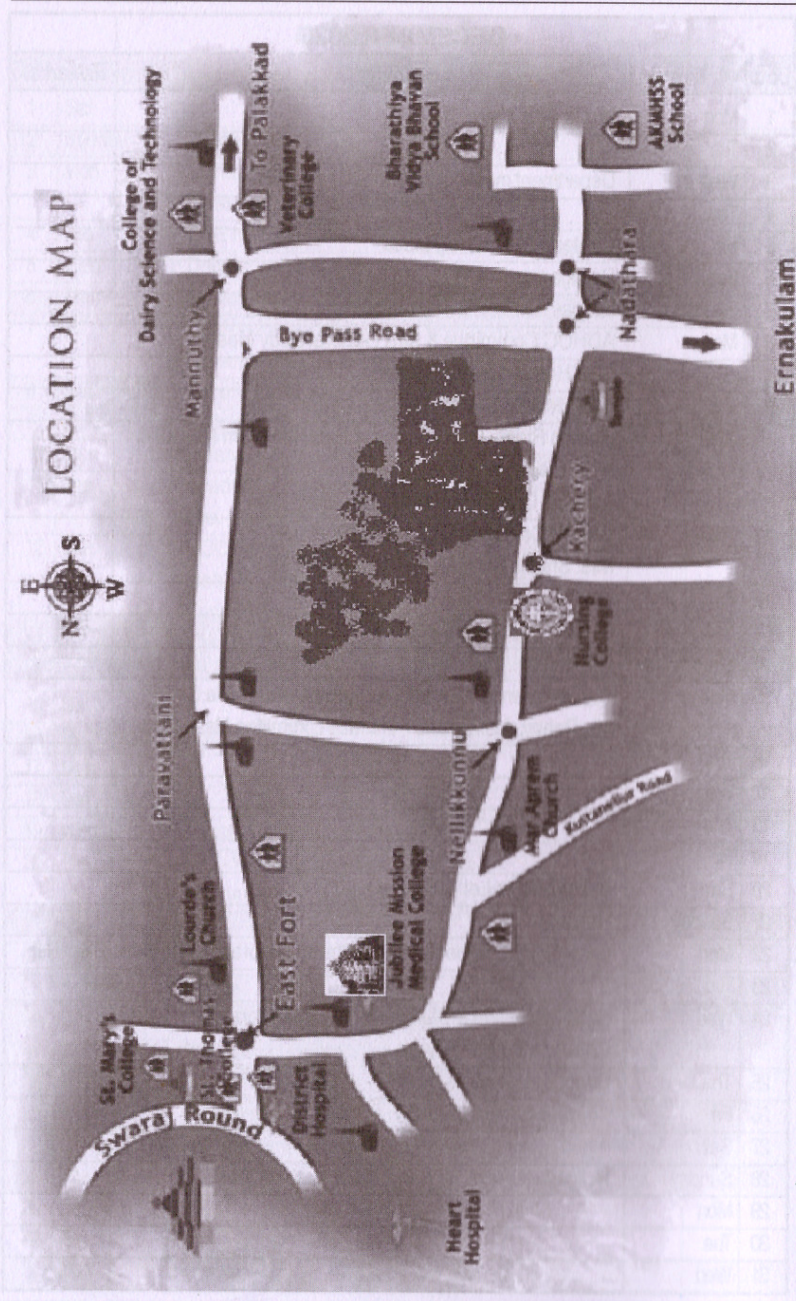 LOCATION MAP
E
N S
W
College of
Dairy Science and Technology
Mannuthy
To Palakkad
Veterinary
College
Paravattani
Lourde's
Church
St. Mary's
College
St. Thomas
College
East Fort
Swaraj Round
District
Hospital
Bye Pass Road
Bharathiya
Vidya Bhavan
School
Jubilee Mission
Medical College
Nellikkunnu
Mar Aprem
Church
Heart
Hospital
Kachery
Nursing
College
Temple
Nadathara
AKMHSS
School
Kuttanellur Road
Ernakulam